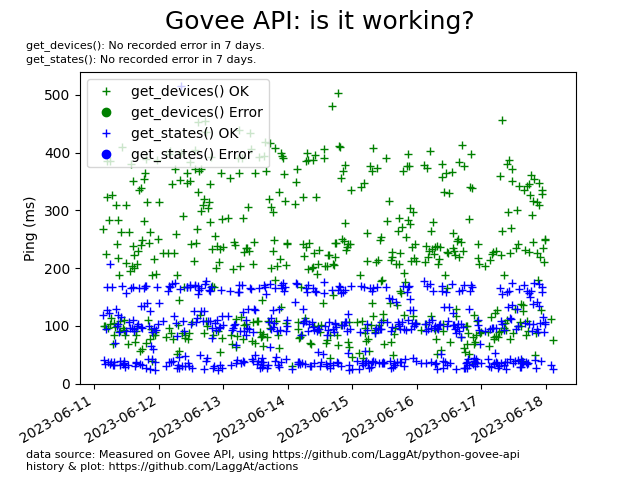 Govee API: is it working?
get_devices(): No recorded error in 7 days.
get_states(): No recorded error in 7 days.
get_devices() OK
get_devices() Error
get_states() OK
get_states() Error
Ping (ms)
500
400
300
200
100
0
2023-06-11
2023-06-12
2023-06-13
2023-06-14
2023-06-15
2023-06-16
2023-06-17
2023-06-18
data source: Measured on Govee API, using https://github.com/LaggAt/python-govee-api
history & plot: https://github.com/LaggAt/actions